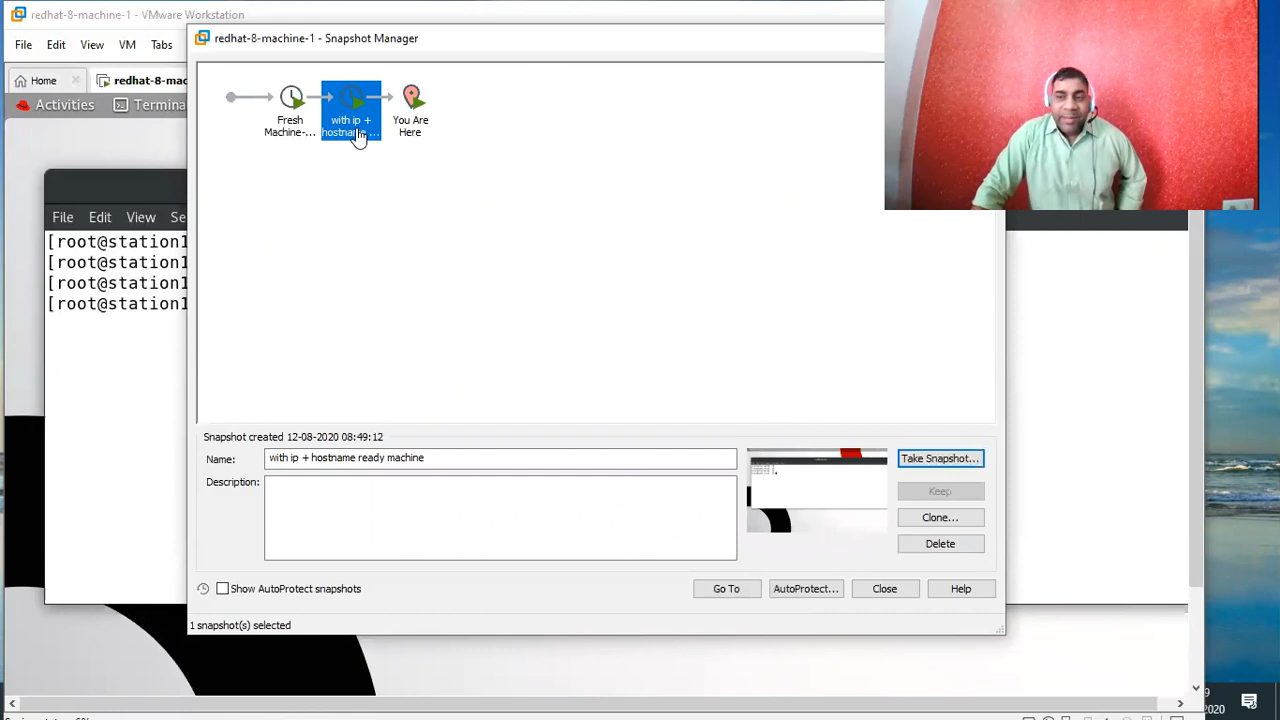 redhat-8-machine-1 - VMware Workstation
redhat-8-machine-1 - Snapshot Manager
File Edit View VM Tabs
Home redhat-8-mac
Activities Terminal
Fresh Machine-...
with ip + hostname ...
You Are Here
File Edit View Se
[root@station1
[root@station1
[root@station1
[root@station1
Snapshot created 12-08-2020 08:49:12
Name: with ip + hostname ready machine
Take Snapshot...
Description:
Keep
Clone...
Delete
Show AutoProtect snapshots
Go To AutoProtect... Close Help
1 snapshot(s) selected
2020